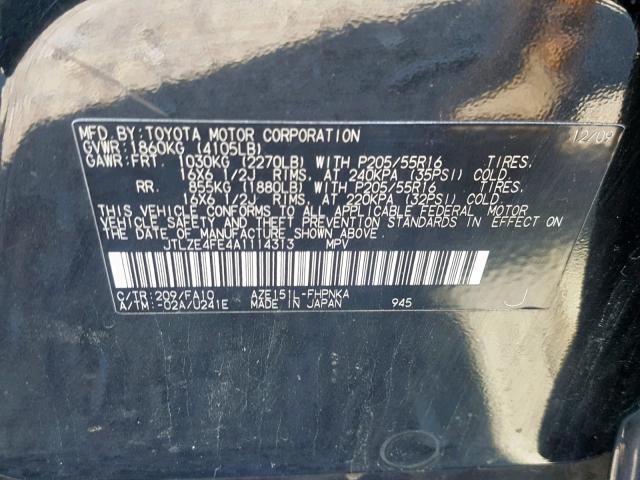 MFD. BY: TOYOTA MOTOR CORPORATION 12/09
GVWR: 1860KG (4105LB)
GAWR: FRT. 1030KG (2270LB) WITH P205/55R16 TIRES,
16X6 1/2J RIMS, AT 240KPA (35PSI) COLD.
RR. 855KG (1880LB) WITH P205/55R16 TIRES,
16X6 1/2J RIMS, AT 220KPA (32PSI) COLD.
THIS VEHICLE CONFORMS TO ALL APPLICABLE FEDERAL MOTOR
VEHICLE SAFETY AND THEFT PREVENTION STANDARDS IN EFFECT ON
THE DATE OF MANUFACTURE SHOWN ABOVE.
JTLZE4FE4A1114313 MPV
C/TR: 209/FA10 AZE151L-FHPNKA
A/TM: -02A/U241E MADE IN JAPAN 945 J